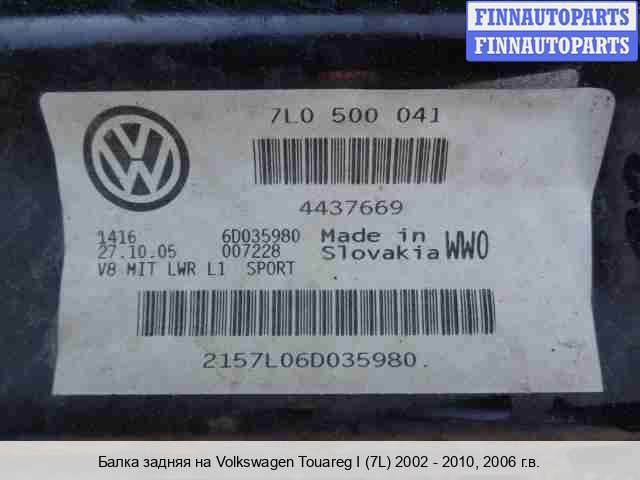 FINNAUTOPARTS
FINNAUTOPARTS
7L0 500 041
4437669
1416 6D035980 Made in
27.10.05 007228 Slovakia WWO
V8 MIT LWR L1 SPORT
2157L06D035980.
Балка задняя на Volkswagen Touareg I (7L) 2002 - 2010, 2006 г.в.